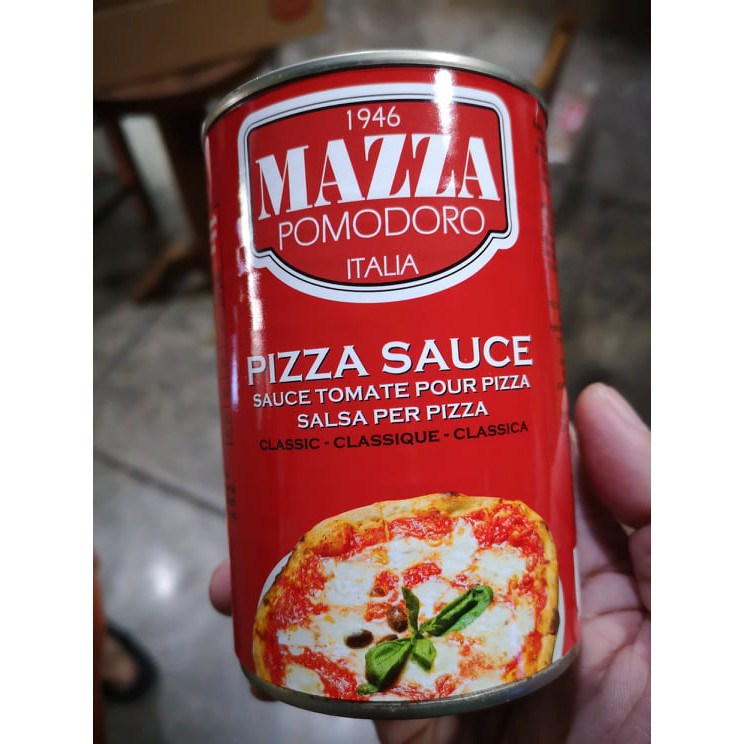 1946
MAZZA
POMODORO
ITALIA
PIZZA SAUCE
SAUCE TOMATE POUR PIZZA
SALSA PER PIZZA
CLASSIC - CLASSIQUE - CLASSICA